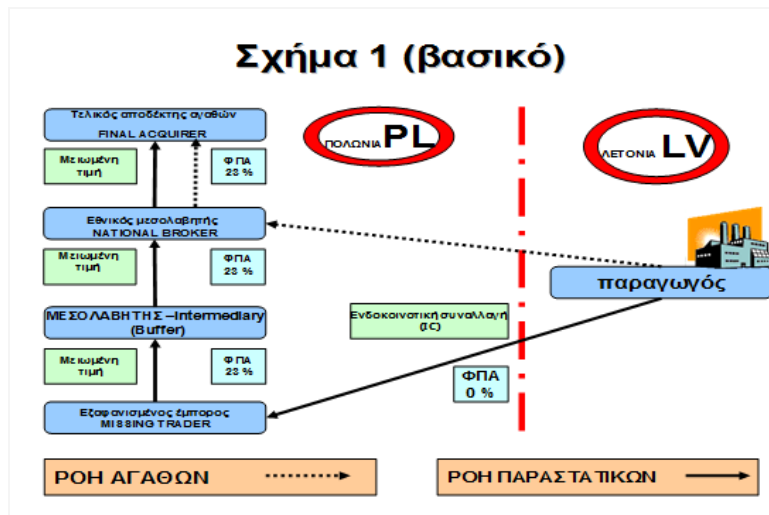 Σχήμα 1 (βασικό)
Τελικός αποδέκτης αγαθών
FINAL ACQUIRER
ΠΟΛΩΝΙΑ PL
ΛΕΤΟΝΙΑ LV
Μειωμένη
τιμή
ΦΠΑ
23 %
Εθνικός μεσολαβητής
NATIONAL BROKER
Μειωμένη
τιμή
ΦΠΑ
23 %
παραγωγός
ΜΕΣΟΛΑΒΗΤΗΣ –Intermediary
(Buffer)
Ενδοκοινοτική συναλλαγή
(IC)
Μειωμένη
τιμή
ΦΠΑ
23 %
ΦΠΑ
0 %
Εξαφανισμένος έμπορος
MISSING TRADER
ΡΟΗ ΑΓΑΘΩΝ
ΡΟΗ ΠΑΡΑΣΤΑΤΙΚΩΝ